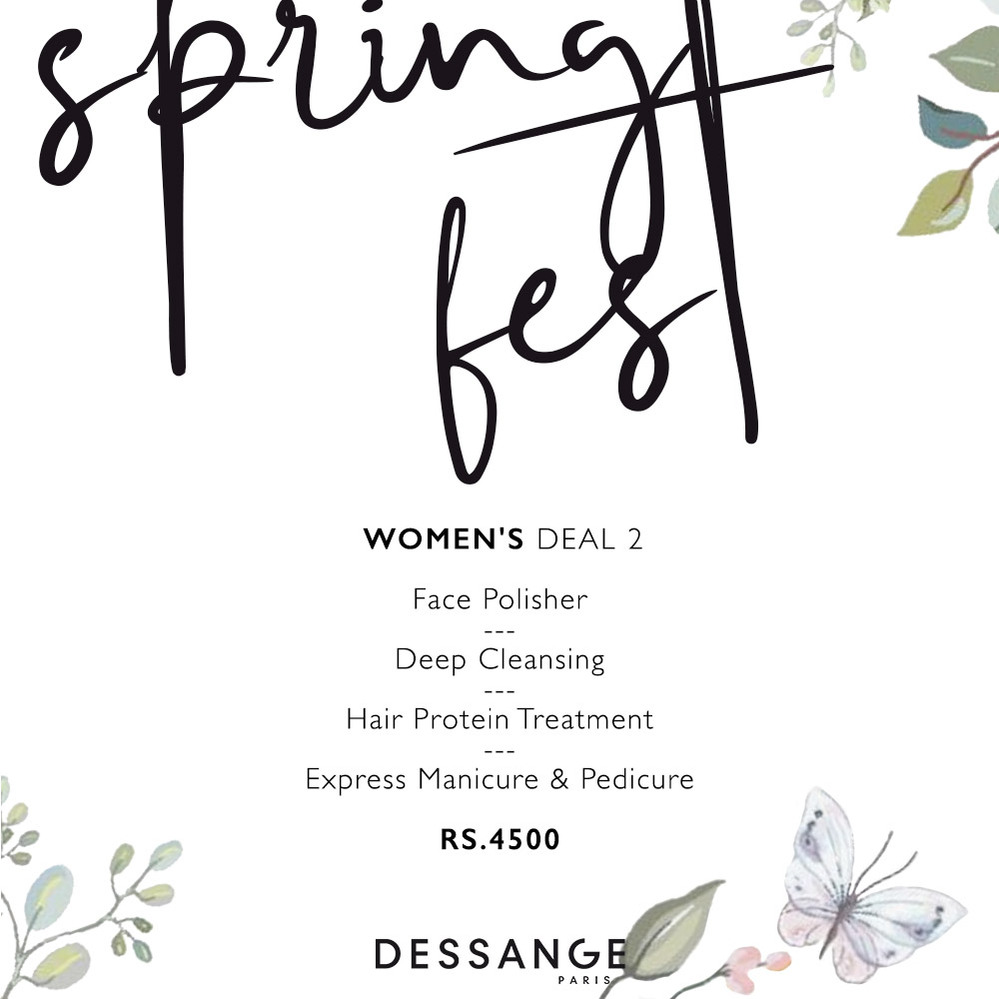 spring
fest
WOMEN'S DEAL 2
Face Polisher
---
Deep Cleansing
---
Hair Protein Treatment
---
Express Manicure & Pedicure
RS.4500
DESSANGE
PARIS